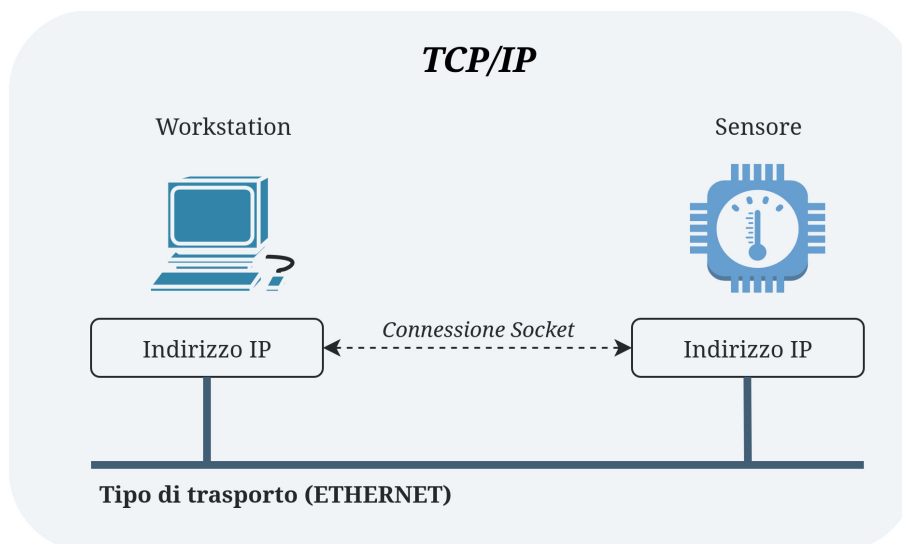 TCP/IP
Workstation
Sensore
Connessione Socket
Indirizzo IP
Indirizzo IP
Tipo di trasporto (ETHERNET)